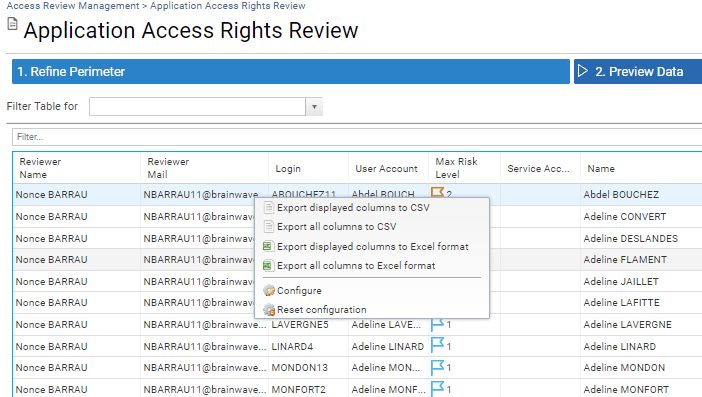 Access Review Management > Application Access Rights Review
Application Access Rights Review
1. Refine Perimeter
2. Preview Data
Filter Table for
Filter...
Reviewer Name Reviewer Mail Login User Account Max Risk Level Service Acc... Name
Nonce BARRAU NBARRAU11@brainwave... ABOUCHEZ11 Abdel BOUCH 2 Abdel BOUCHEZ
Nonce BARRAU NBARRAU11@brainwave Adeline CONVERT
Nonce BARRAU NBARRAU11@brainwave Adeline DESLANDES
Nonce BARRAU NBARRAU11@brainwave Adeline FLAMENT
Nonce BARRAU NBARRAU11@brainwave Adeline JAILLET
Nonce BARRAU NBARRAU11@brainwave Adeline LAFITTE
Nonce BARRAU NBARRAU11@brainwave... LAVERGNE5 Adeline LAVE... 1 Adeline LAVERGNE
Nonce BARRAU NBARRAU11@brainwave... LINARD4 Adeline LINARD 1 Adeline LINARD
Nonce BARRAU NBARRAU11@brainwave... MONDON13 Adeline MON... 1 Adeline MONDON
Nonce BARRAU NBARRAU11@brainwave... MONFORT2 Adeline MONF... 1 Adeline MONFORT
Export displayed columns to CSV
Export all columns to CSV
Export displayed columns to Excel format
Export all columns to Excel format
Configure
Reset configuration